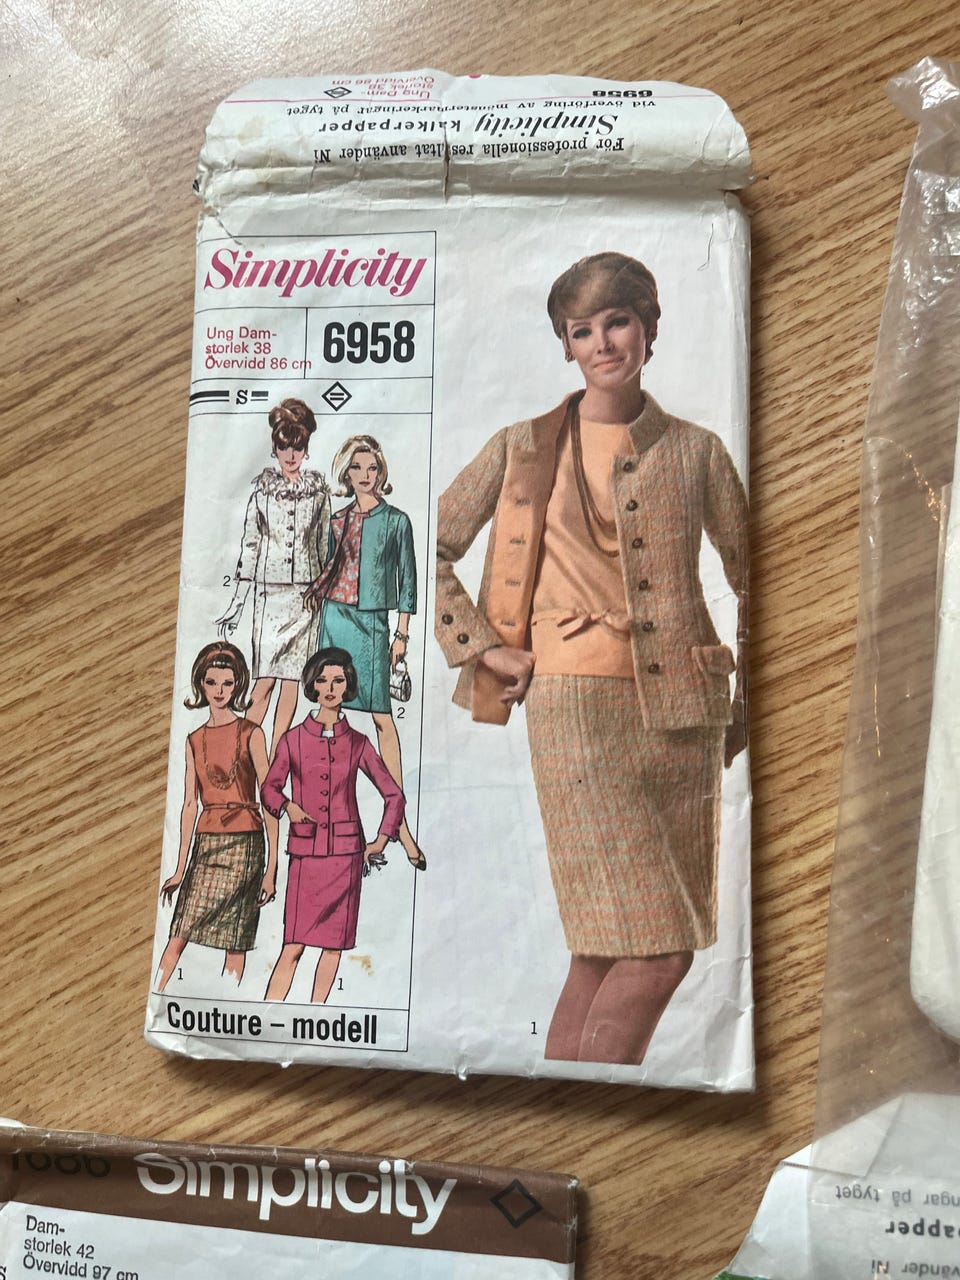 För professionella resultat använder Ni
Simplicity kalkerpapper
vid överföring av mönstermarkeringar på tyget
6958
Ung Dam-
storlek 38
Övervidd 86 cm
Simplicity
Ung Dam-
storlek 38
Övervidd 86 cm
6958
S
2
2
1
1
1
Couture – modell
Simplicity
Dam-
storlek 42
Övervidd 97 cm
S
på tyget
vänder Ni